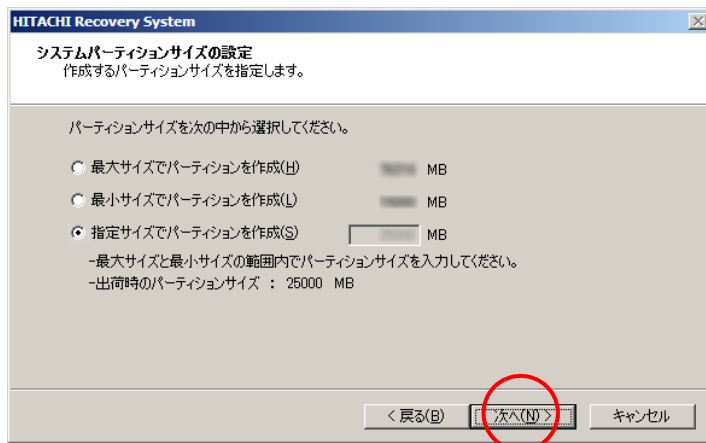 HITACHI Recovery System
システムパーティションサイズの設定
作成するパーティションサイズを指定します。
パーティションサイズを次の中から選択してください。
最大サイズでパーティションを作成(H) MB
最小サイズでパーティションを作成(L) MB
指定サイズでパーティションを作成(S) MB
-最大サイズと最小サイズの範囲内でパーティションサイズを入力してください。
-出荷時のパーティションサイズ : 25000 MB
< 戻る(B) 次へ(N) > キャンセル